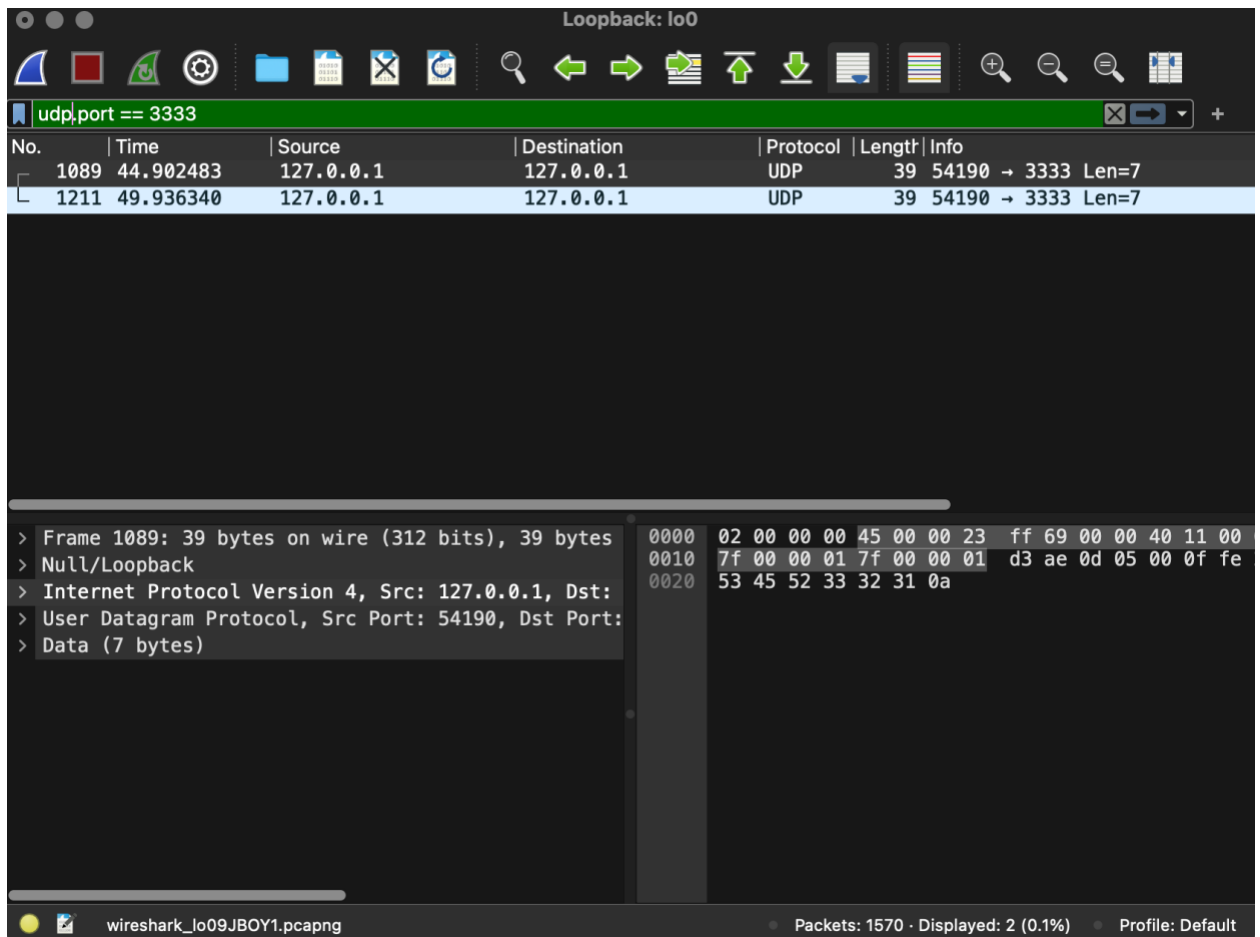 Loopback: lo0
udp.port == 3333
No. Time Source Destination Protocol Length Info
1089 44.902483 127.0.0.1 127.0.0.1 UDP 39 54190 → 3333 Len=7
1211 49.936340 127.0.0.1 127.0.0.1 UDP 39 54190 → 3333 Len=7
> Frame 1089: 39 bytes on wire (312 bits), 39 bytes
> Null/Loopback
> Internet Protocol Version 4, Src: 127.0.0.1, Dst:
> User Datagram Protocol, Src Port: 54190, Dst Port:
> Data (7 bytes)
0000 02 00 00 00 45 00 00 23 ff 69 00 00 40 11 00
0010 7f 00 00 01 7f 00 00 01 d3 ae 0d 05 00 0f fe
0020 53 45 52 33 32 31 0a
wireshark_lo09JBOY1.pcapng
Packets: 1570 · Displayed: 2 (0.1%)
Profile: Default